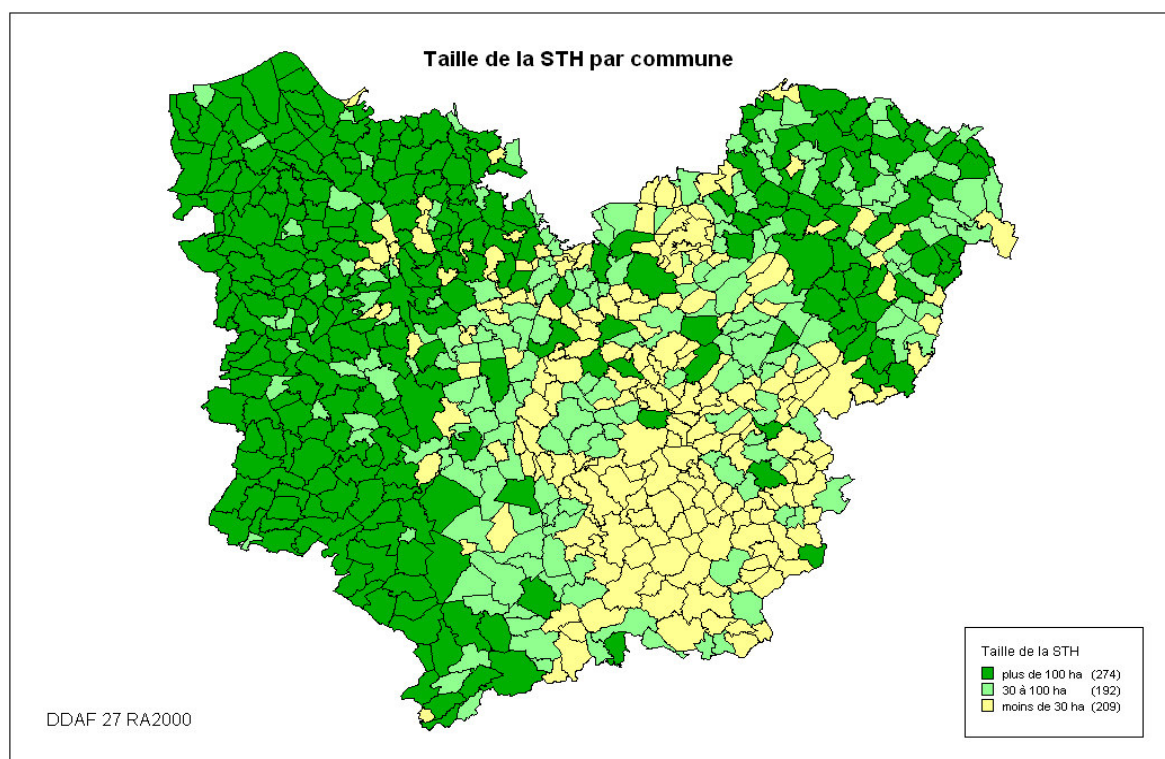 Taille de la STH par commune
Taille de la STH
plus de 100 ha (274)
30 à 100 ha (192)
moins de 30 ha (209)
DDAF 27 RA2000